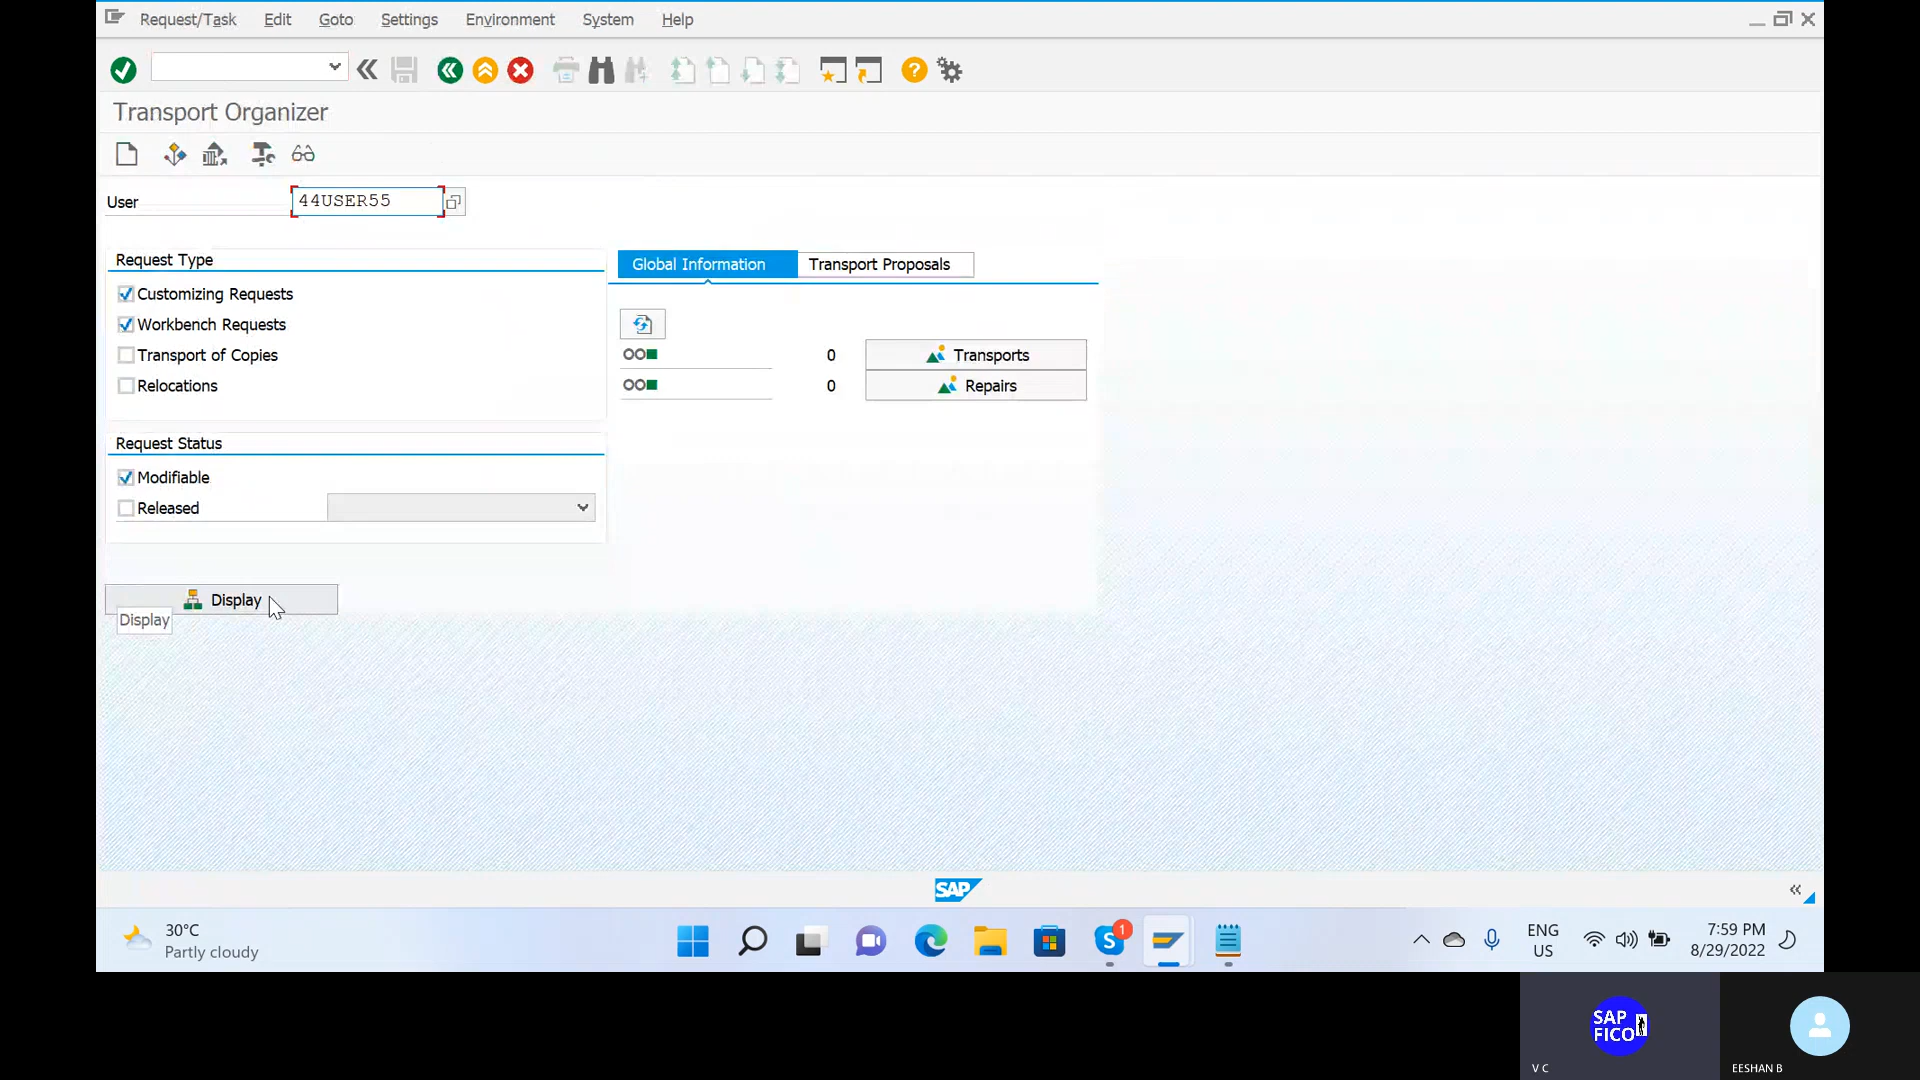 Request/Task Edit Goto Settings Environment System Help
Transport Organizer
User 44USER55
Request Type
Customizing Requests
Workbench Requests
Transport of Copies
Relocations
Request Status
Modifiable
Released
Display
Display
Global Information Transport Proposals
0 Transports
0 Repairs
SAP
30°C
Partly cloudy
1
ENG
US
7:59 PM
8/29/2022
SAP
FICO
V C
EESHAN B